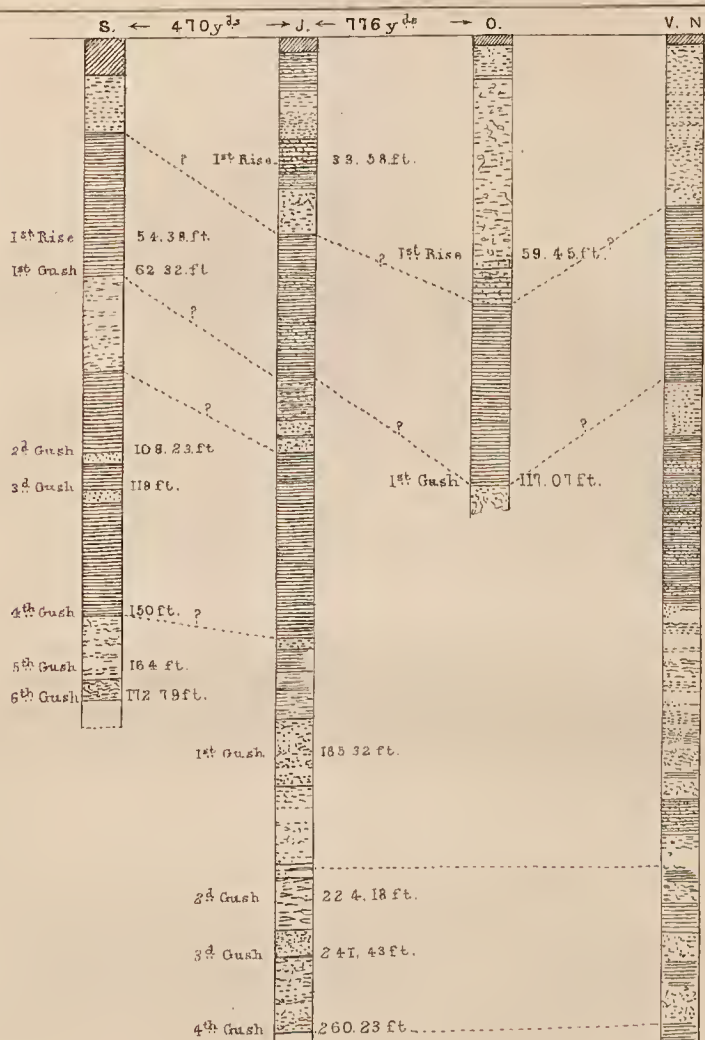 S. ← 470 yds → J. ← 776 yds → O. V. N
1st Rise 33.58 ft.
?
1st Rise 54.38 ft.
1st Rise 59.45 ft.
? ?
1st Gush 62 32. ft
?
?
? ?
2d Gush 108.23. ft
3d Gush 118 ft.
1st Gush 117.07 ft.
4th Gush 150 ft. ?
5th Gush 164 ft.
6th Gush 172 79 ft.
1st Gush 185 32 ft.
2d Gush 224.18 ft.
3d Gush 241.43 ft.
4th Gush 260.23 ft